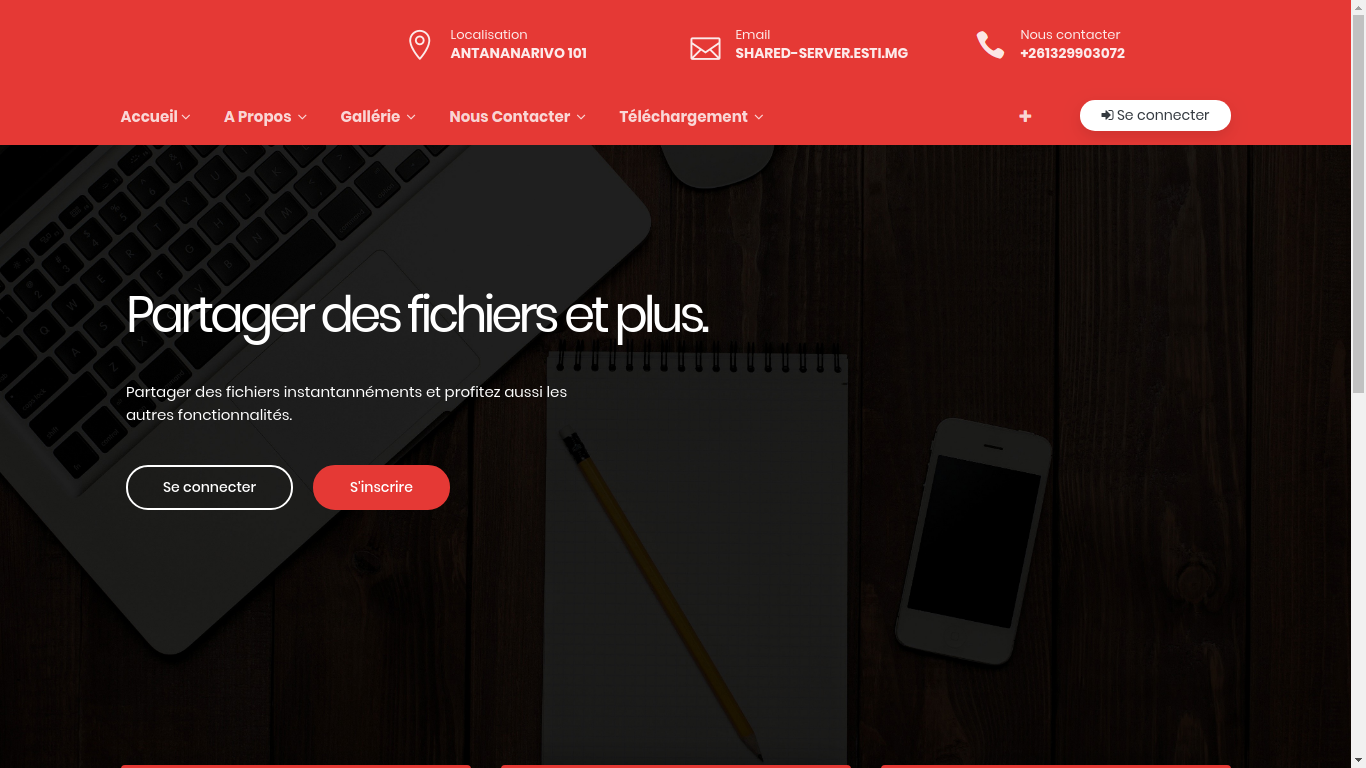 Localisation
ANTANANARIVO 101
Email
SHARED-SERVER.ESTI.MG
Nous contacter
+261329903072
Accueil
A Propos
Gallérie
Nous Contacter
Téléchargement
Se connecter
Partager des fichiers et plus.
Partager des fichiers instantannéments et profitez aussi les
autres fonctionnalités.
Se connecter
S'inscrire